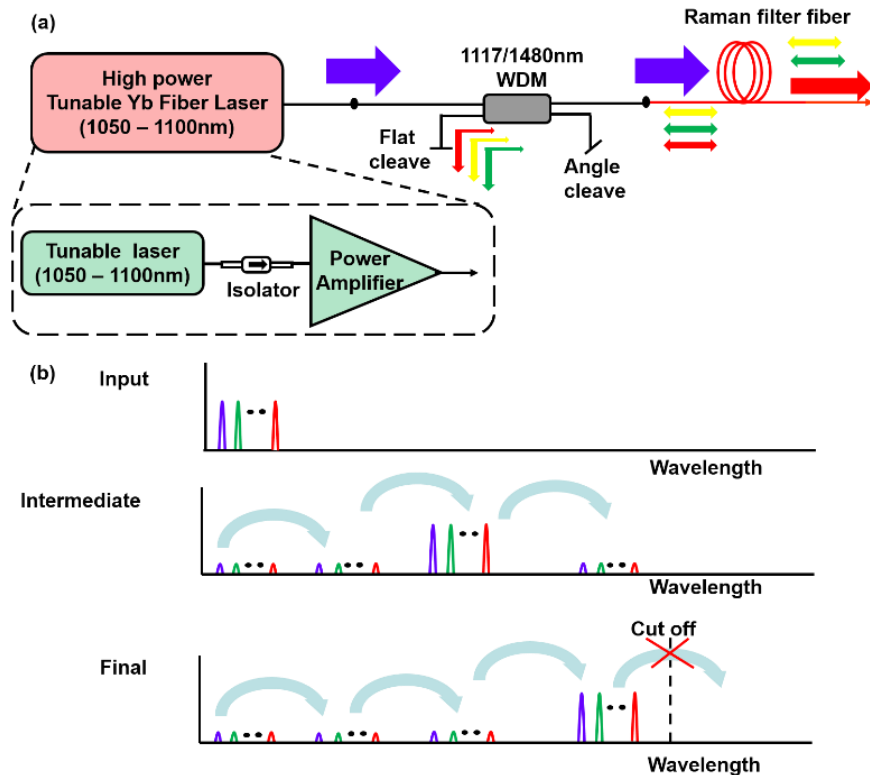 (a)
Raman filter fiber
High power
Tunable Yb Fiber Laser
(1050 – 1100nm)
1117/1480nm
WDM
Flat
cleave
Angle
cleave
Tunable laser
(1050 – 1100nm)
Isolator
Power
Amplifier
(b)
Input
Wavelength
Intermediate
Wavelength
Cut off
Final
Wavelength